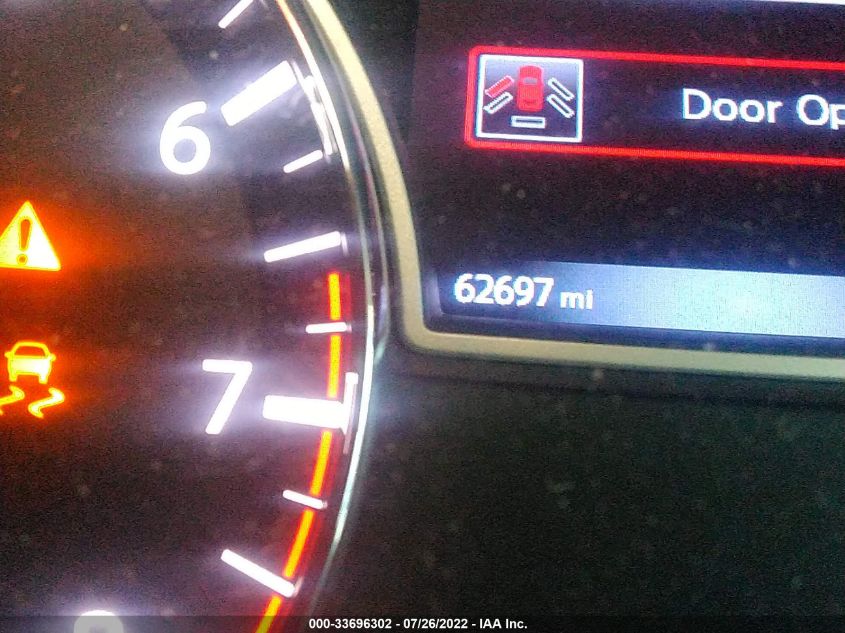 6
Door Op
62697 mi
7
000-33696302 - 07/26/2022 - IAA Inc.